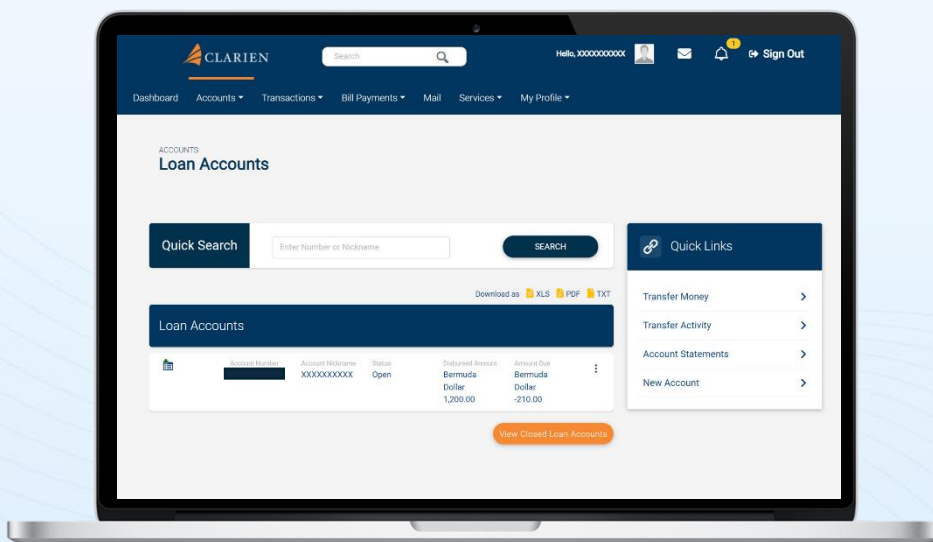 CLARIEN
Search
Hello, XXXXXXXXXX
1
Sign Out
Dashboard Accounts Transactions Bill Payments Mail Services My Profile
ACCOUNTS
Loan Accounts
Quick Search
Enter Number or Nickname
SEARCH
Quick Links
Download as XLS PDF TXT
Transfer Money
Transfer Activity
Account Statements
New Account
Loan Accounts
Account Number Account Nickname Status Disbursed Amount Amount Due
XXXXXXXXXX Open Bermuda Bermuda
Dollar Dollar
1,200.00 -210.00
View Closed Loan Accounts